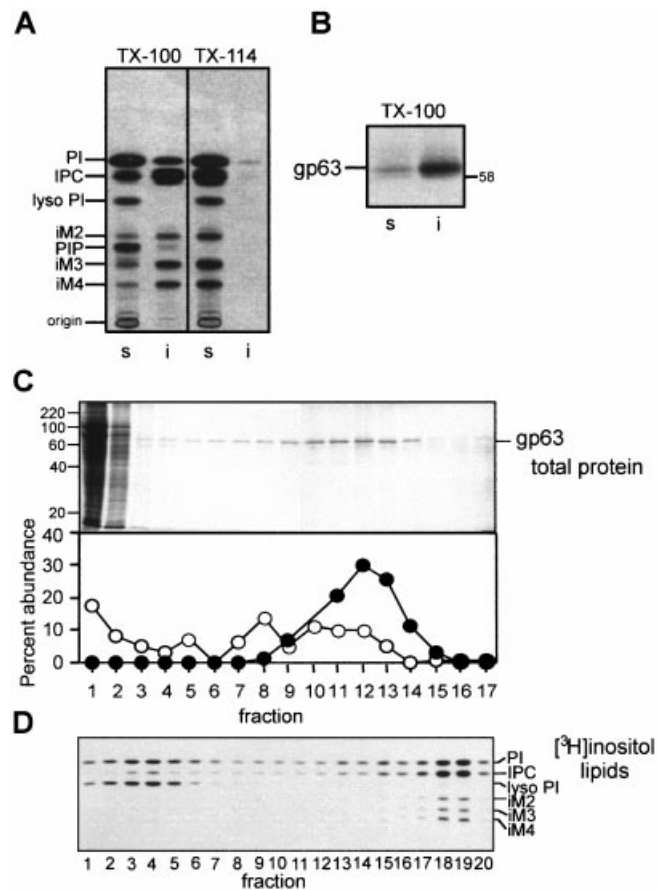 A
TX-100 TX-114
PI
IPC
lyso PI
iM2
PIP
iM3
iM4
origin
s i s i
B
TX-100
gp63
58
s i
C
220
100
60
40
20
gp63
total protein
40
30
20
10
0
Percent abundance
1 2 3 4 5 6 7 8 9 10 11 12 13 14 15 16 17
fraction
D
[³H]inositol
lipids
PI
IPC
lyso PI
iM2
iM3
iM4
1 2 3 4 5 6 7 8 9 10 11 12 13 14 15 16 17 18 19 20
fraction